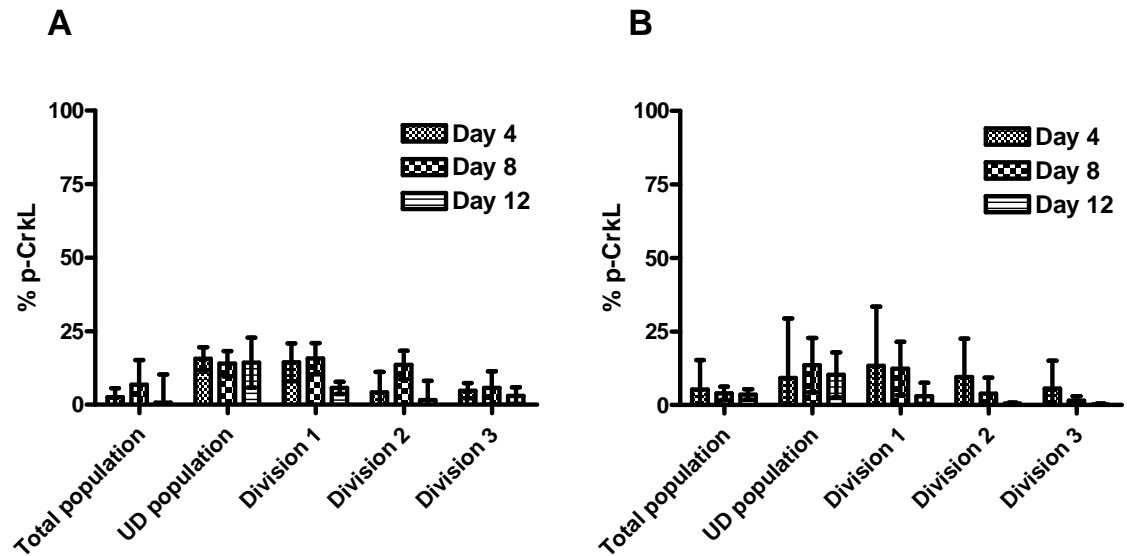 A
B
100
75
50
25
0
% p-CrkL
Day 4
Day 8
Day 12
Total population
UD population
Division 1
Division 2
Division 3
100
75
50
25
0
% p-CrkL
Day 4
Day 8
Day 12
Total population
UD population
Division 1
Division 2
Division 3